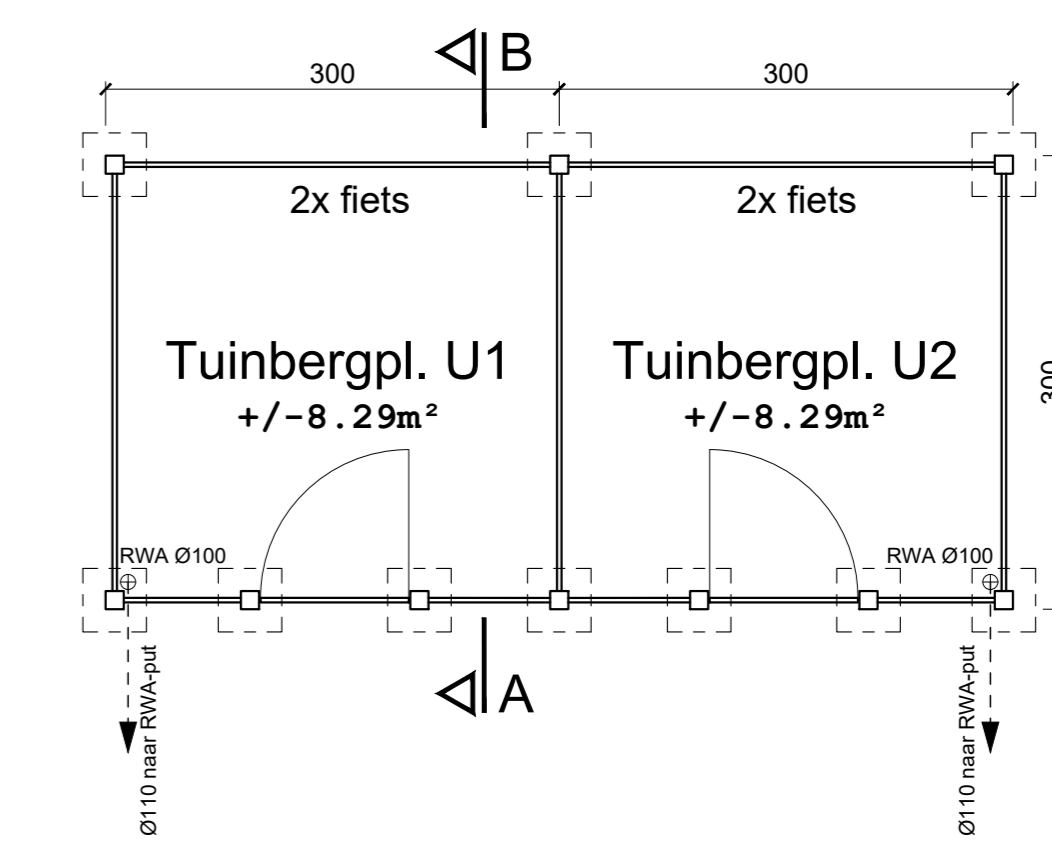 B
300
300
2x fiets
2x fiets
300
Tuinbergpl. U1
Tuinbergpl. U2
+/-8.29m²
+/-8.29m²
RWA Ø100
RWA Ø100
A
Ø110 naar RWA-put
Ø110 naar RWA-put